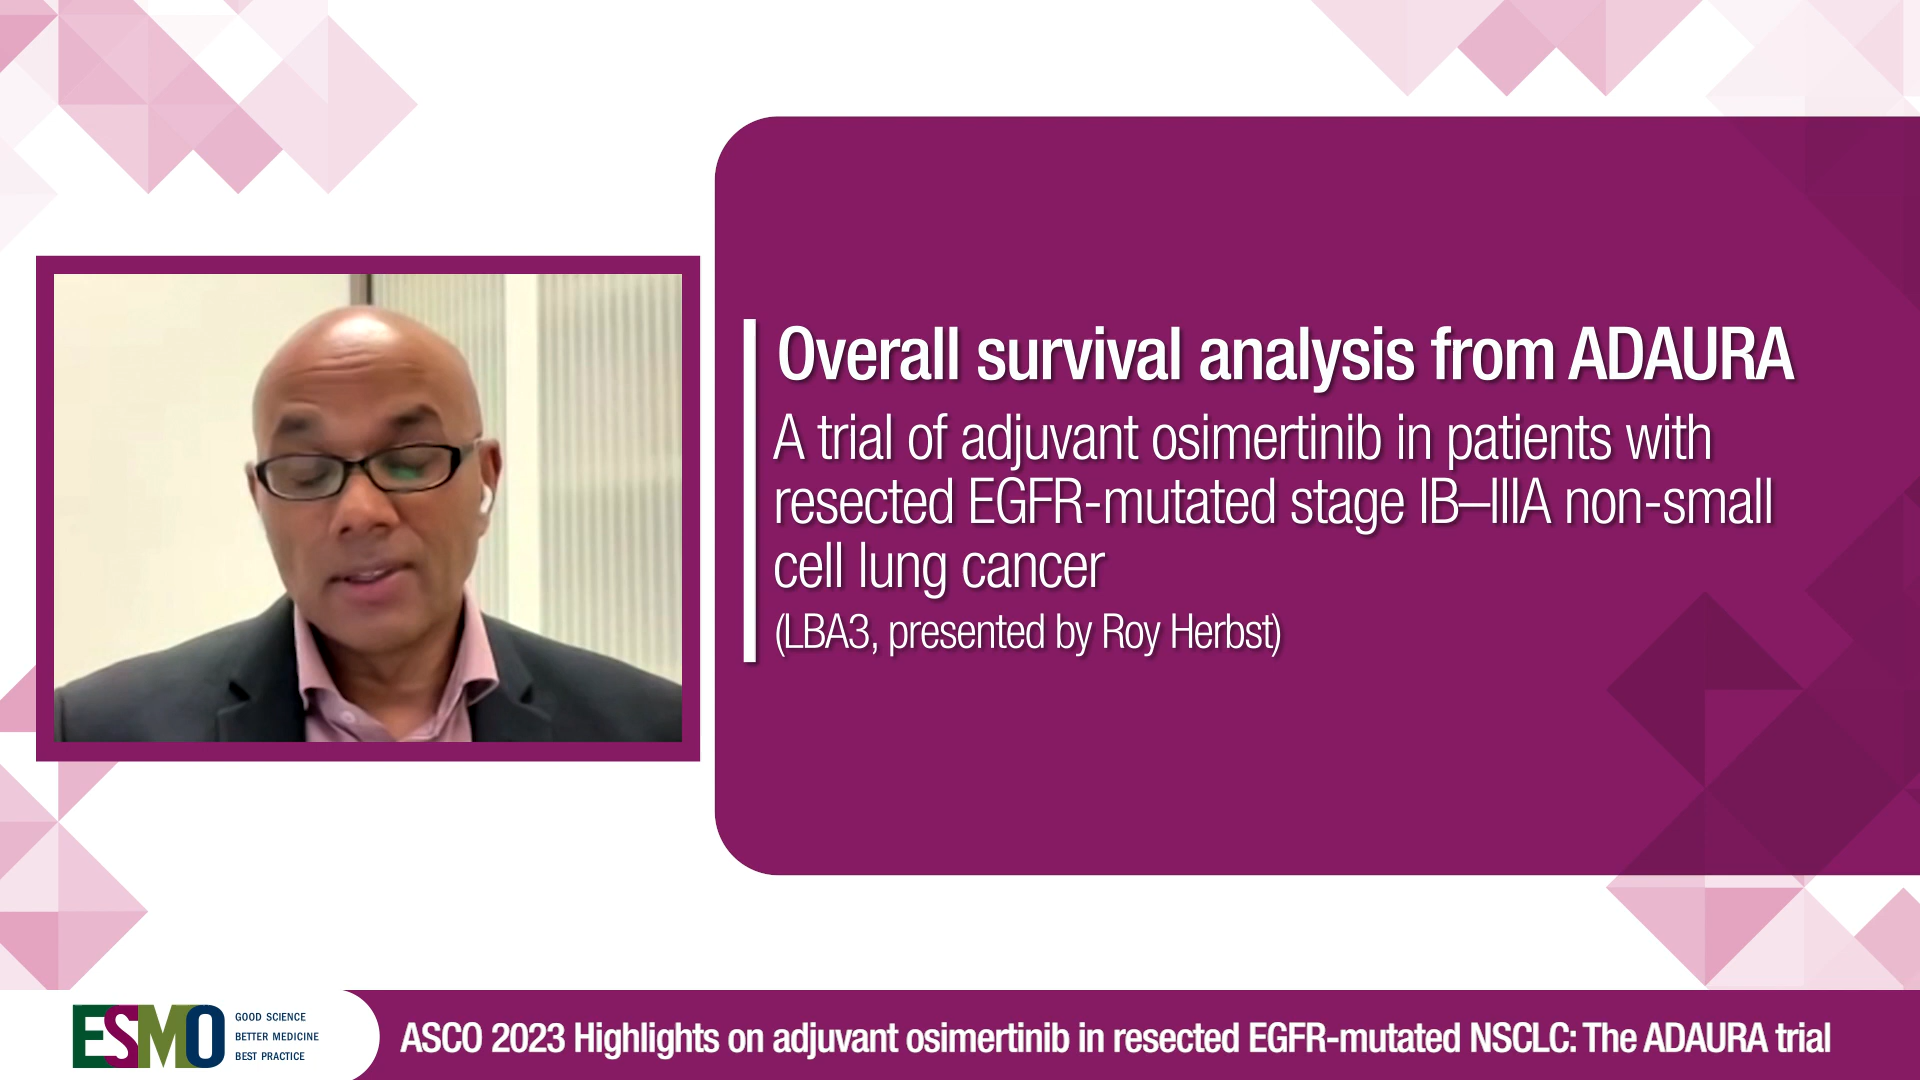 Overall survival analysis from ADAURA
A trial of adjuvant osimertinib in patients with
resected EGFR-mutated stage IB–IIIA non-small
cell lung cancer
(LBA3, presented by Roy Herbst)
ESMO
GOOD SCIENCE
BETTER MEDICINE
BEST PRACTICE
ASCO 2023 Highlights on adjuvant osimertinib in resected EGFR-mutated NSCLC: The ADAURA trial